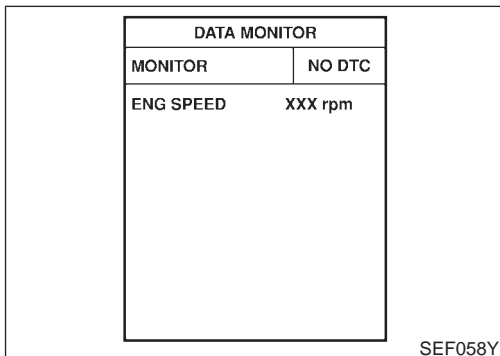 DATA MONITOR
MONITOR NO DTC
ENG SPEED XXX rpm
SEF058Y